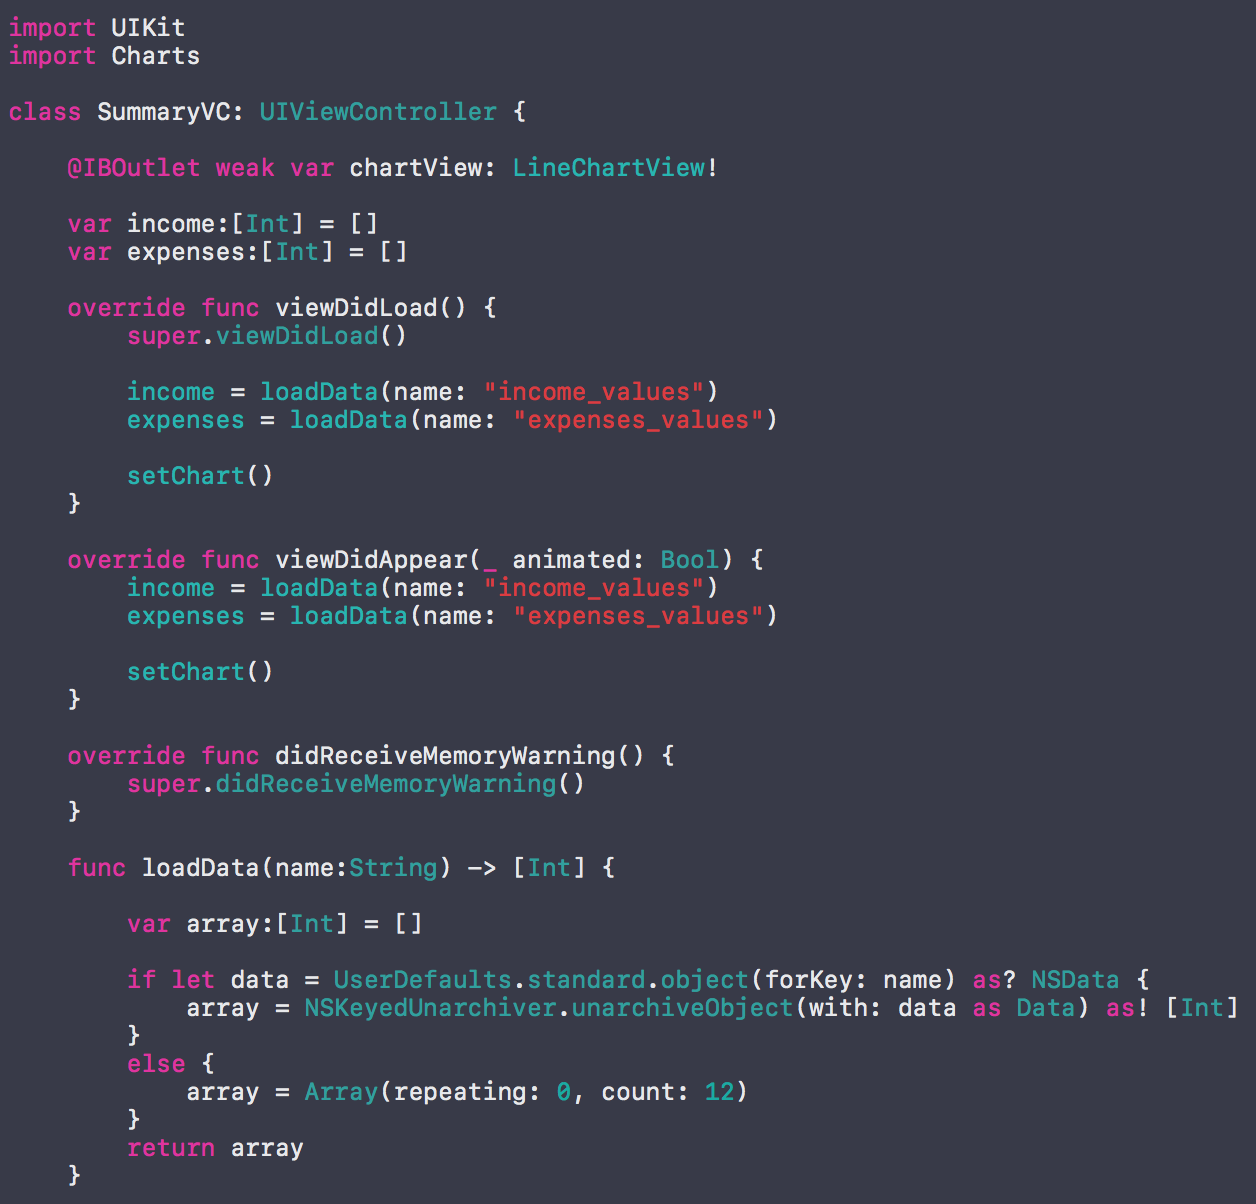 import UIKit
import Charts
class SummaryVC: UIViewController {
@IBOutlet weak var chartView: LineChartView!
var income:[Int] = []
var expenses:[Int] = []
override func viewDidLoad() {
super.viewDidLoad()
income = loadData(name: "income_values")
expenses = loadData(name: "expenses_values")
setChart()
}
override func viewDidAppear(_ animated: Bool) {
income = loadData(name: "income_values")
expenses = loadData(name: "expenses_values")
setChart()
}
override func didReceiveMemoryWarning() {
super.didReceiveMemoryWarning()
}
func loadData(name:String) -> [Int] {
var array:[Int] = []
if let data = UserDefaults.standard.object(forKey: name) as? NSData {
array = NSKeyedUnarchiver.unarchiveObject(with: data as Data) as! [Int]
}
else {
array = Array(repeating: 0, count: 12)
}
return array
}